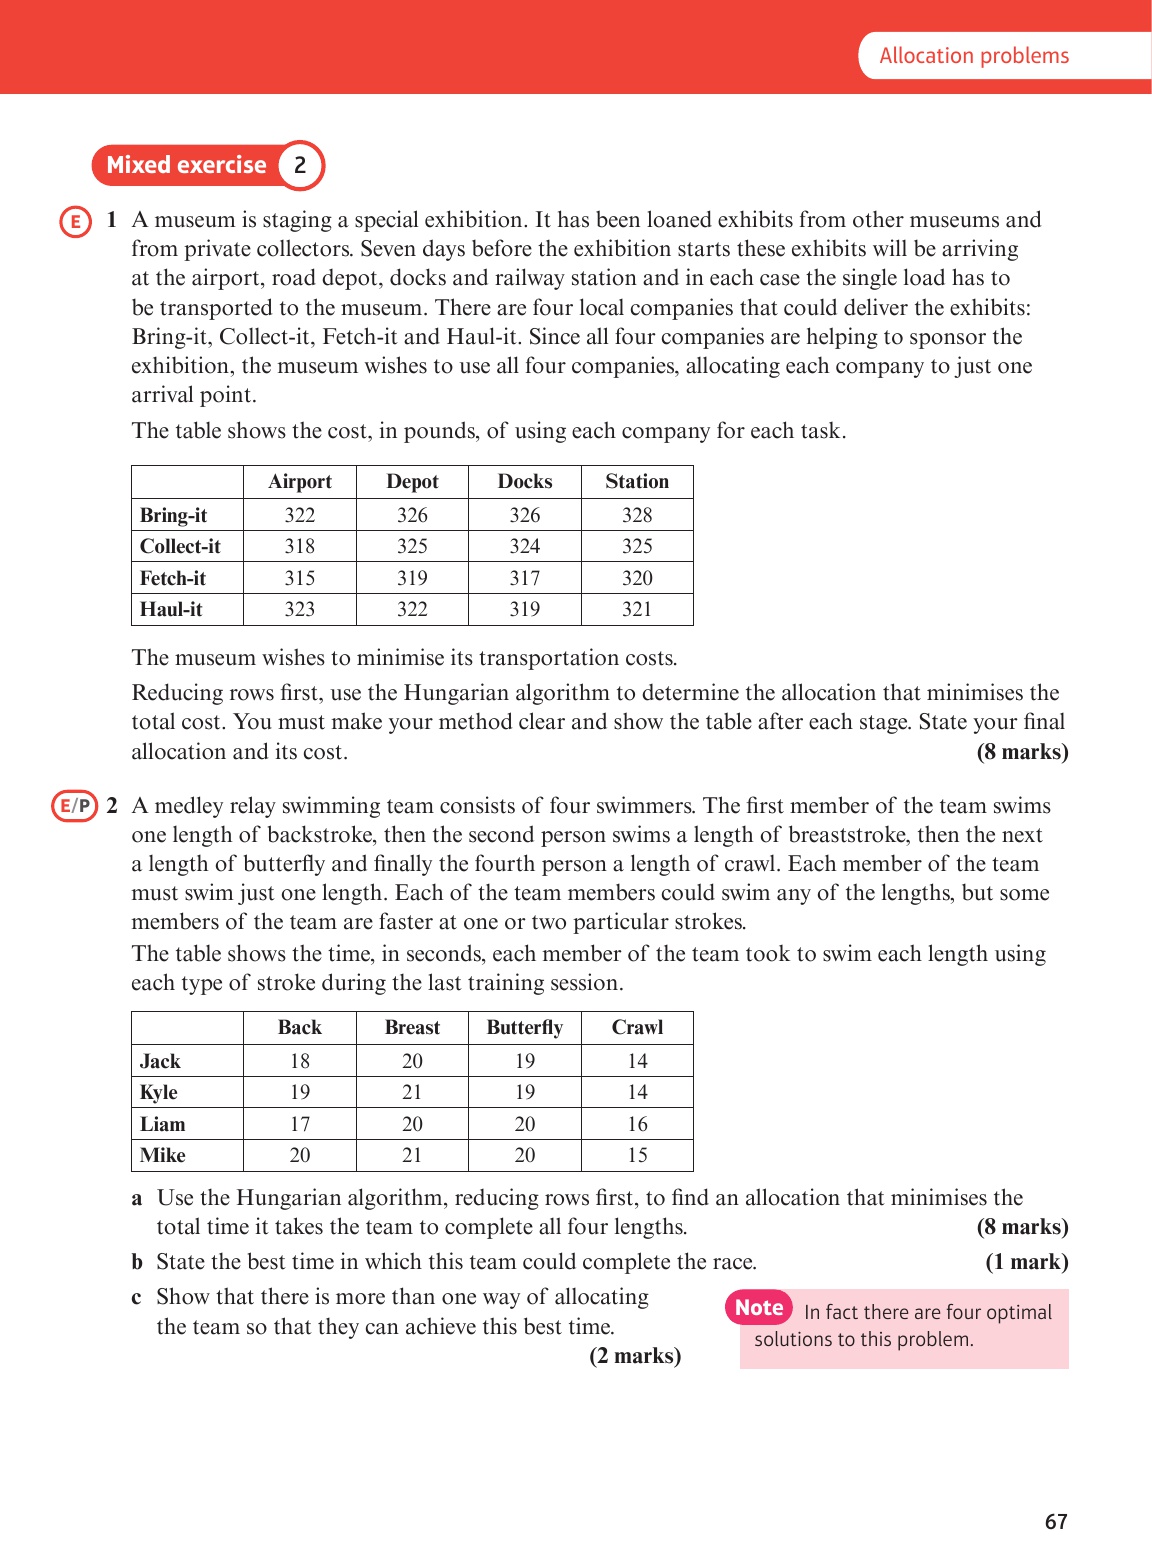 Allocation problems
Mixed exercise 2
E 1 A museum is staging a special exhibition. It has been loaned exhibits from other museums and
from private collectors. Seven days before the exhibition starts these exhibits will be arriving
at the airport, road depot, docks and railway station and in each case the single load has to
be transported to the museum. There are four local companies that could deliver the exhibits:
Bring-it, Collect-it, Fetch-it and Haul-it. Since all four companies are helping to sponsor the
exhibition, the museum wishes to use all four companies, allocating each company to just one
arrival point.
The table shows the cost, in pounds, of using each company for each task.
Airport Depot Docks Station
Bring-it 322 326 326 328
Collect-it 318 325 324 325
Fetch-it 315 319 317 320
Haul-it 323 322 319 321
The museum wishes to minimise its transportation costs.
Reducing rows first, use the Hungarian algorithm to determine the allocation that minimises the
total cost. You must make your method clear and show the table after each stage. State your final
allocation and its cost. (8 marks)
E/P 2 A medley relay swimming team consists of four swimmers. The first member of the team swims
one length of backstroke, then the second person swims a length of breaststroke, then the next
a length of butterfly and finally the fourth person a length of crawl. Each member of the team
must swim just one length. Each of the team members could swim any of the lengths, but some
members of the team are faster at one or two particular strokes.
The table shows the time, in seconds, each member of the team took to swim each length using
each type of stroke during the last training session.
Back Breast Butterfly Crawl
Jack 18 20 19 14
Kyle 19 21 19 14
Liam 17 20 20 16
Mike 20 21 20 15
a Use the Hungarian algorithm, reducing rows first, to find an allocation that minimises the
total time it takes the team to complete all four lengths. (8 marks)
b State the best time in which this team could complete the race. (1 mark)
c Show that there is more than one way of allocating
the team so that they can achieve this best time.
(2 marks)
Note In fact there are four optimal
solutions to this problem.
67